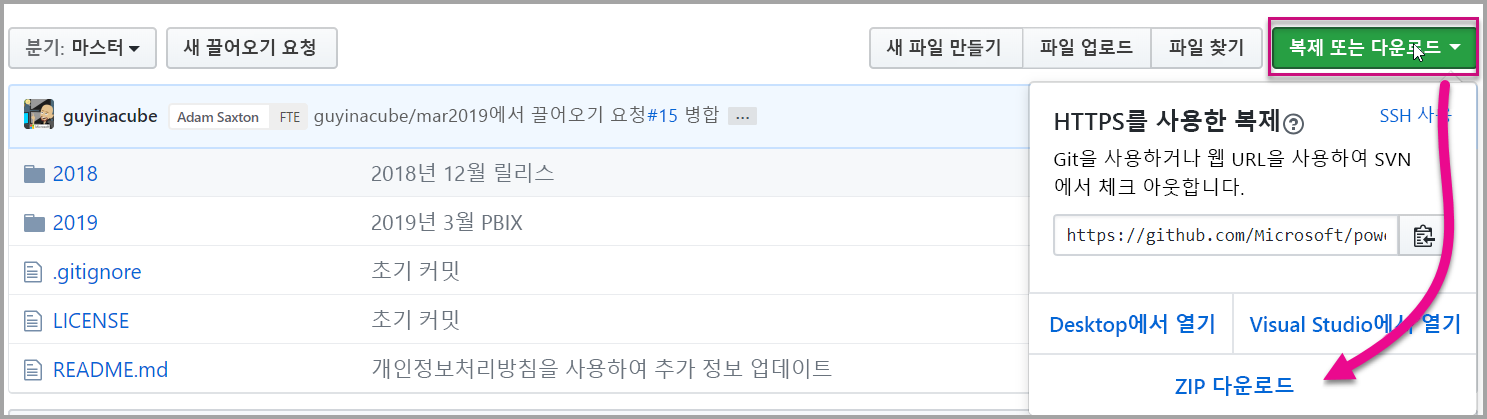 분기: 마스터
새 끌어오기 요청
새 파일 만들기
파일 업로드
파일 찾기
복제 또는 다운로드
guyinacube Adam Saxton FTE guyinacube/mar2019에서 끌어오기 요청#15 병합 ...
2018 2018년 12월 릴리스
2019 2019년 3월 PBIX
.gitignore 초기 커밋
LICENSE 초기 커밋
README.md 개인정보처리방침을 사용하여 추가 정보 업데이트
HTTPS를 사용한 복제 ?
SSH 사용
Git을 사용하거나 웹 URL을 사용하여 SVN
에서 체크 아웃합니다.
https://github.com/Microsoft/powe
Desktop에서 열기
Visual Studio에서 열기
ZIP 다운로드